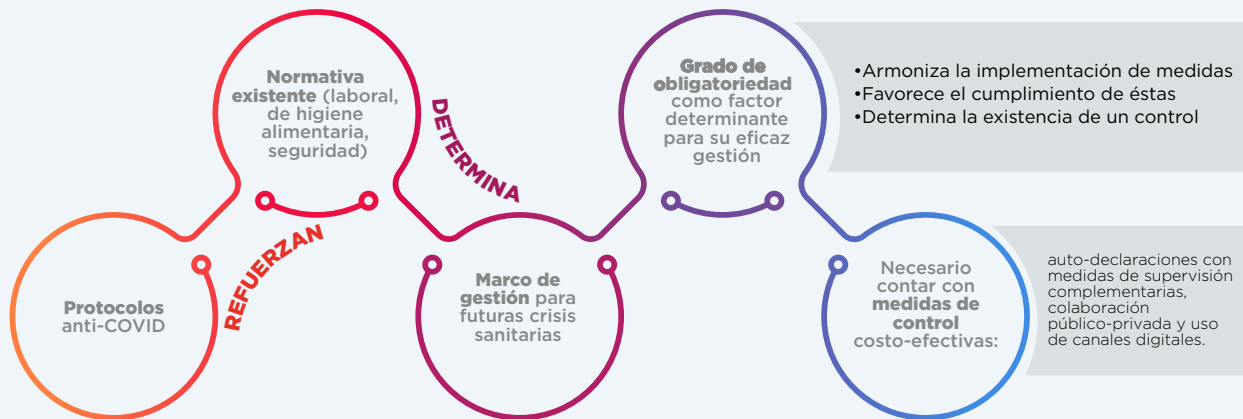 Protocolos
anti-COVID
REFUERZAN
Normativa
existente (laboral,
de higiene
alimentaria,
seguridad)
DETERMINA
Marco de
gestión para
futuras crisis
sanitarias
Grado de
obligatoriedad
como factor
determinante
para su eficaz
gestión
•Armoniza la implementación de medidas
•Favorece el cumplimiento de éstas
•Determina la existencia de un control
Necesario
contar con
medidas de
control
costo-efectivas:
auto-declaraciones con
medidas de supervisión
complementarias,
colaboración
público-privada y uso
de canales digitales.